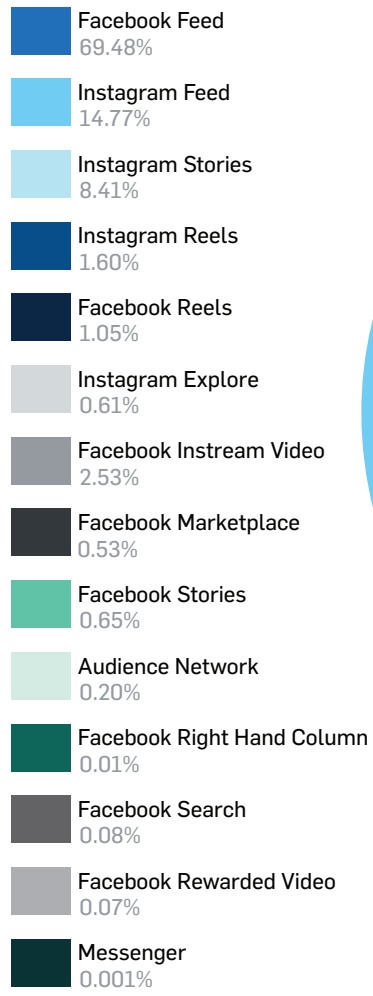 Facebook Feed
69.48%
Instagram Feed
14.77%
Instagram Stories
8.41%
Instagram Reels
1.60%
Facebook Reels
1.05%
Instagram Explore
0.61%
Facebook Instream Video
2.53%
Facebook Marketplace
0.53%
Facebook Stories
0.65%
Audience Network
0.20%
Facebook Right Hand Column
0.01%
Facebook Search
0.08%
Facebook Rewarded Video
0.07%
Messenger
0.001%